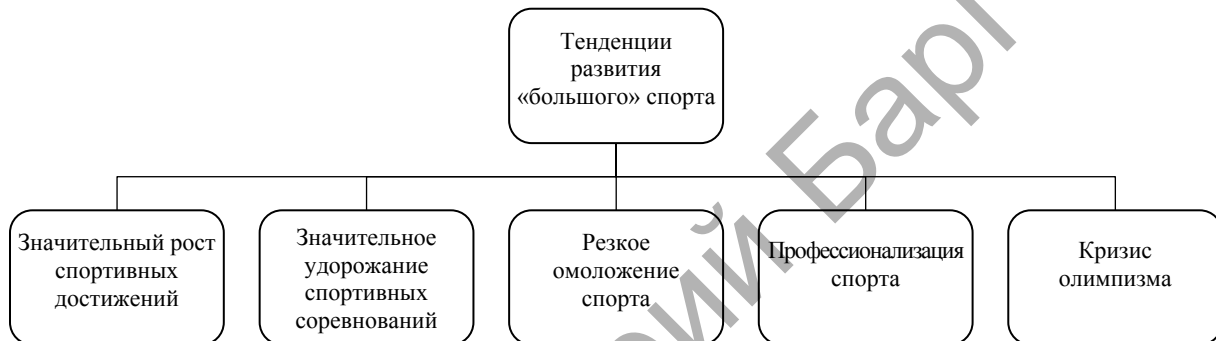 Тенденции
развития
«большого» спорта
Значительный рост
спортивных
достижений
Значительное
удорожание
спортивных
соревнований
Резкое
омоложение
спорта
Профессионализация
спорта
Кризис
олимпизма